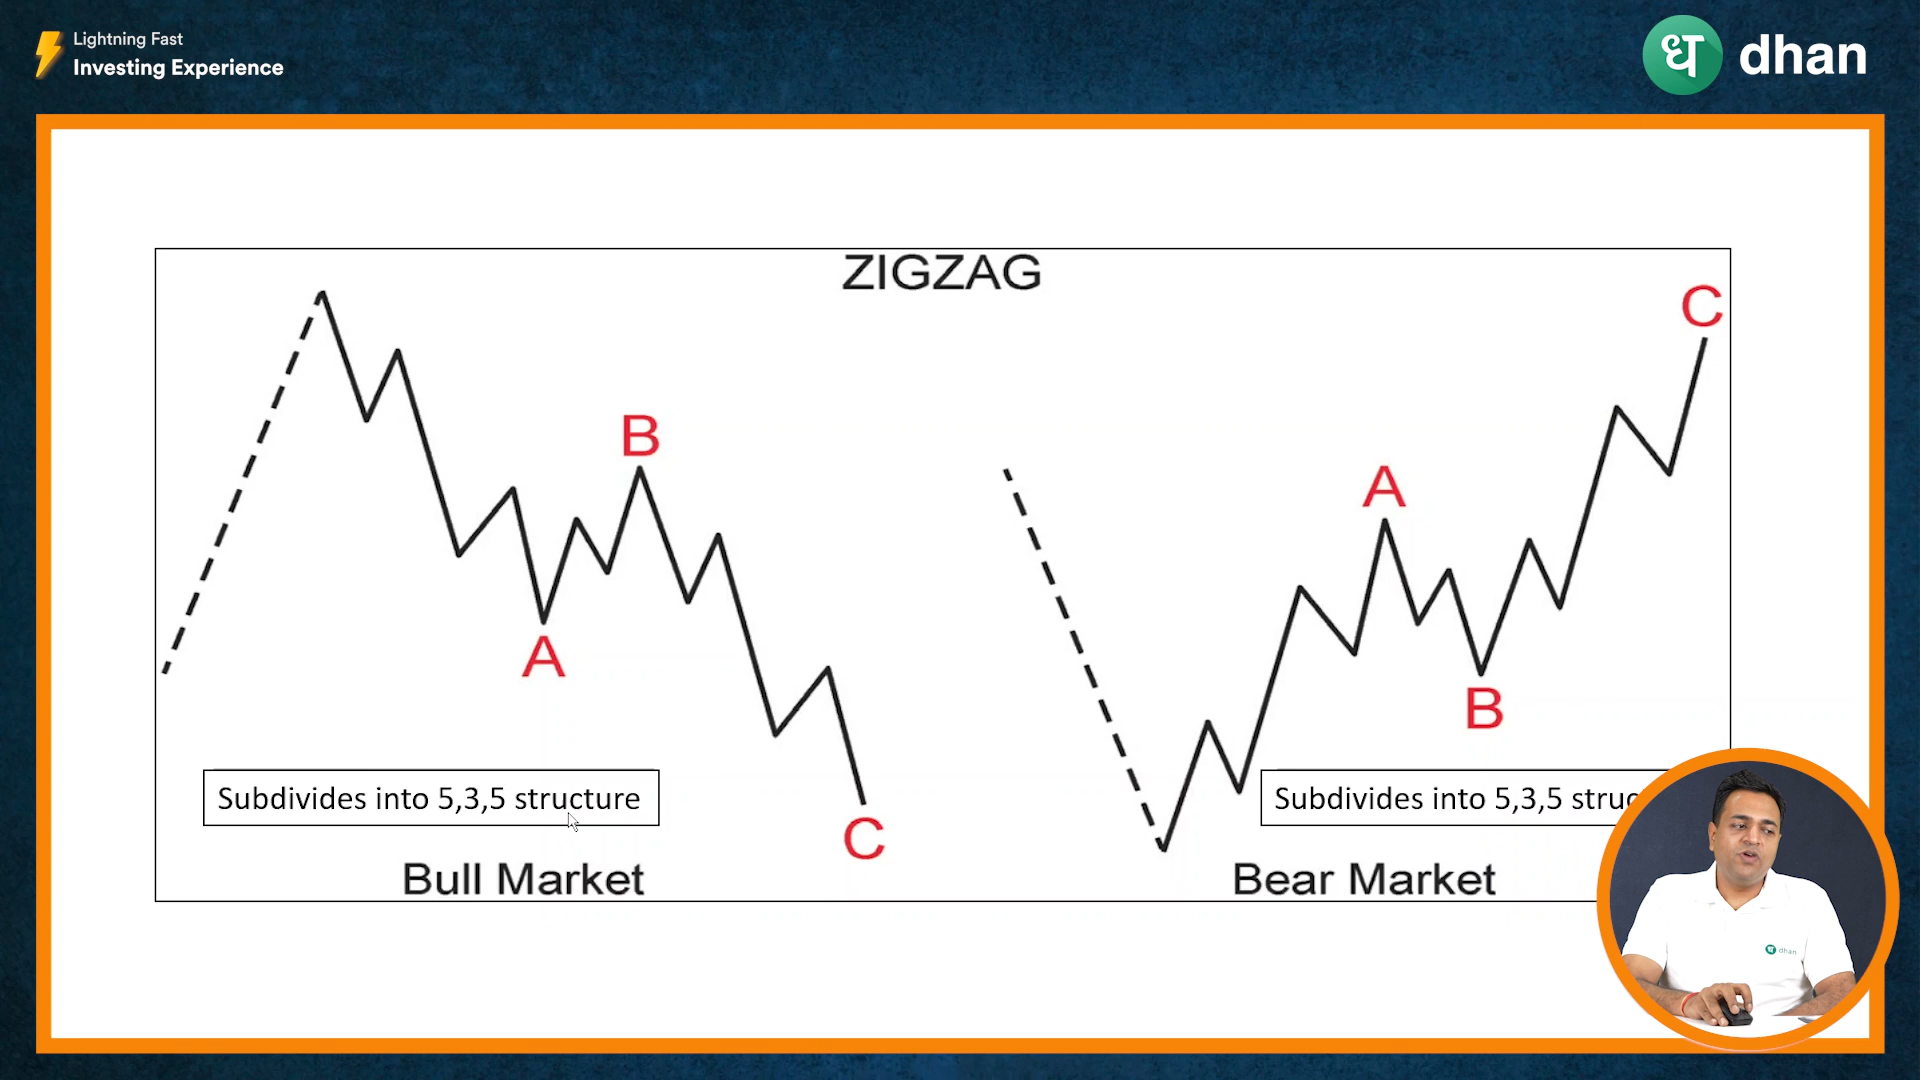 Lightning Fast
Investing Experience
ध dhan
ZIGZAG
C
B
A
A
B
Subdivides into 5,3,5 structure
Subdivides into 5,3,5
C
Bull Market
Bear Market
ध dhan